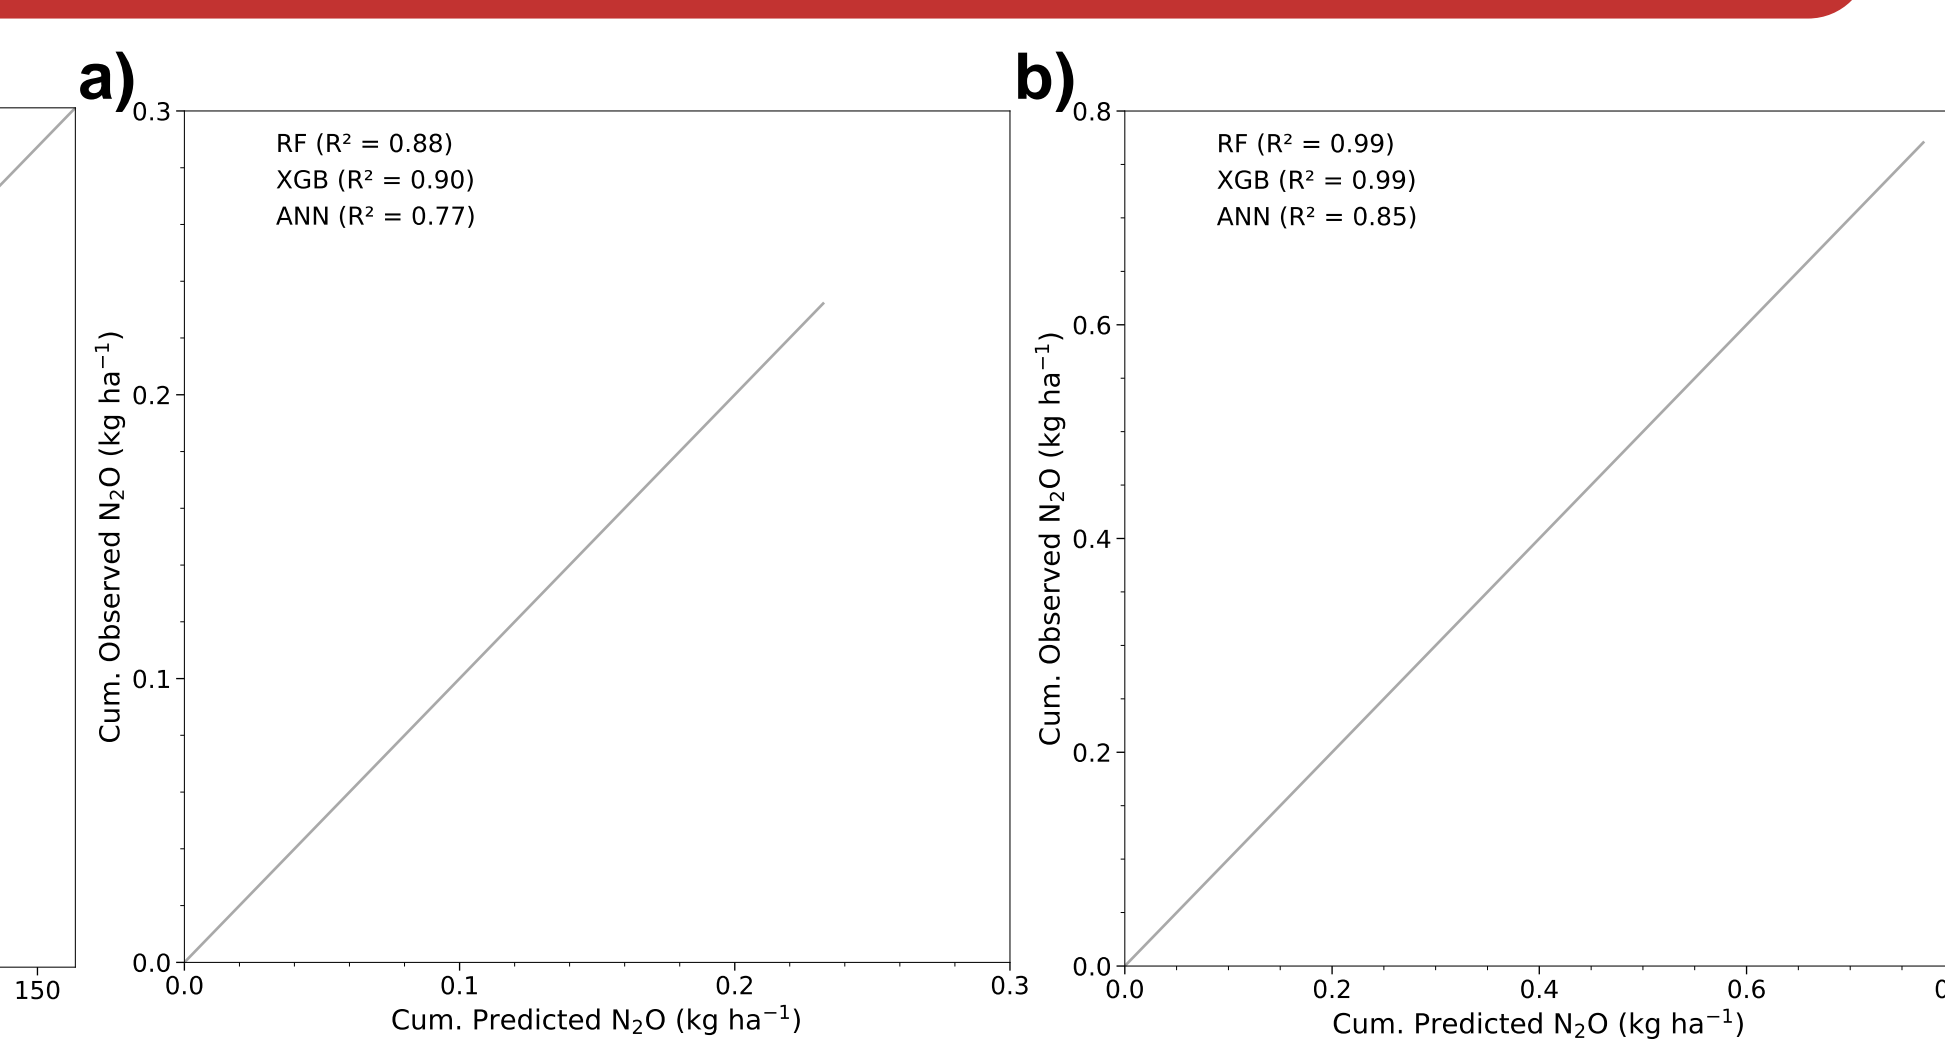 a)
b)
150
0.3
0.2
0.1
0.0
RF (R² = 0.88)
XGB (R² = 0.90)
ANN (R² = 0.77)
Cum. Observed N₂O (kg ha⁻¹)
0.0 0.1 0.2 0.3
Cum. Predicted N₂O (kg ha⁻¹)
0.8
0.6
0.4
0.2
0.0
RF (R² = 0.99)
XGB (R² = 0.99)
ANN (R² = 0.85)
Cum. Observed N₂O (kg ha⁻¹)
0.0 0.2 0.4 0.6
Cum. Predicted N₂O (kg ha⁻¹)